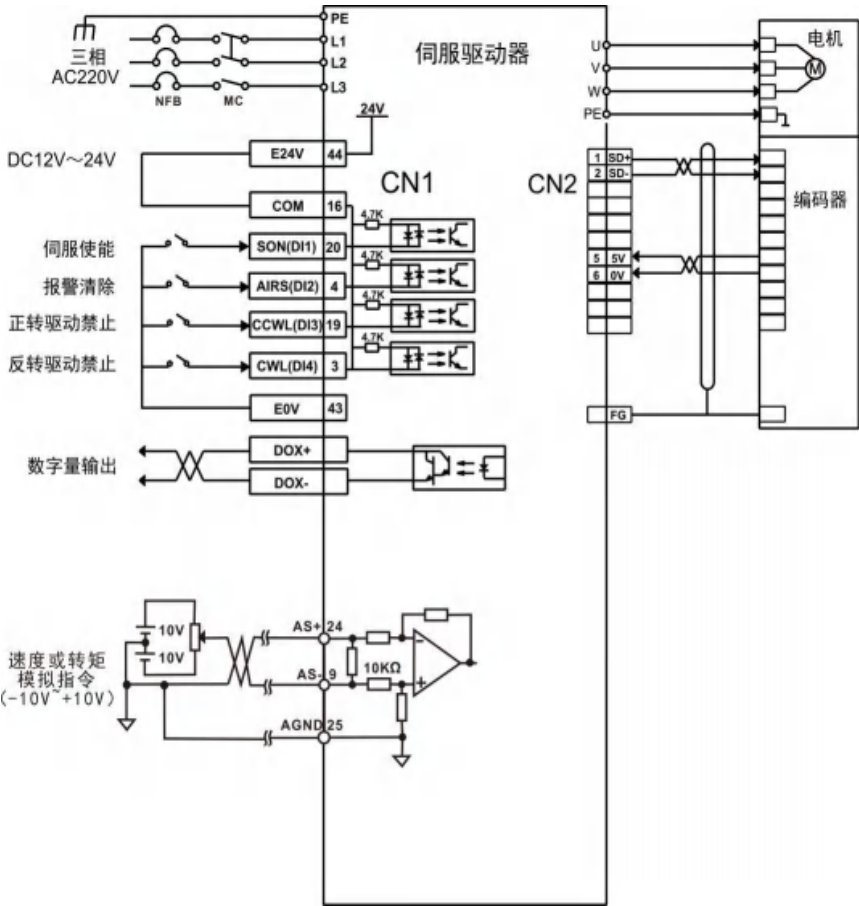 PE
三相
AC220V
L1
L2
L3
NFB
MC
伺服驱动器
U
V
W
PE
电机
M
24V
DC12V～24V
E24V
44
COM
16
CN1
CN2
4.7K
伺服使能
SON(DI1)
20
4.7K
报警清除
AIRS(DI2)
4
4.7K
正转驱动禁止
CCWL(DI3)
19
4.7K
反转驱动禁止
CWL(DI4)
3
E0V
43
1
SD+
2
SD-
编码器
5
5V
6
0V
FG
数字量输出
DOX+
DOX-
10V
10V
速度或转矩
模拟指令
(-10V~+10V)
AS+
24
AS-
9
10KΩ
AGND
25